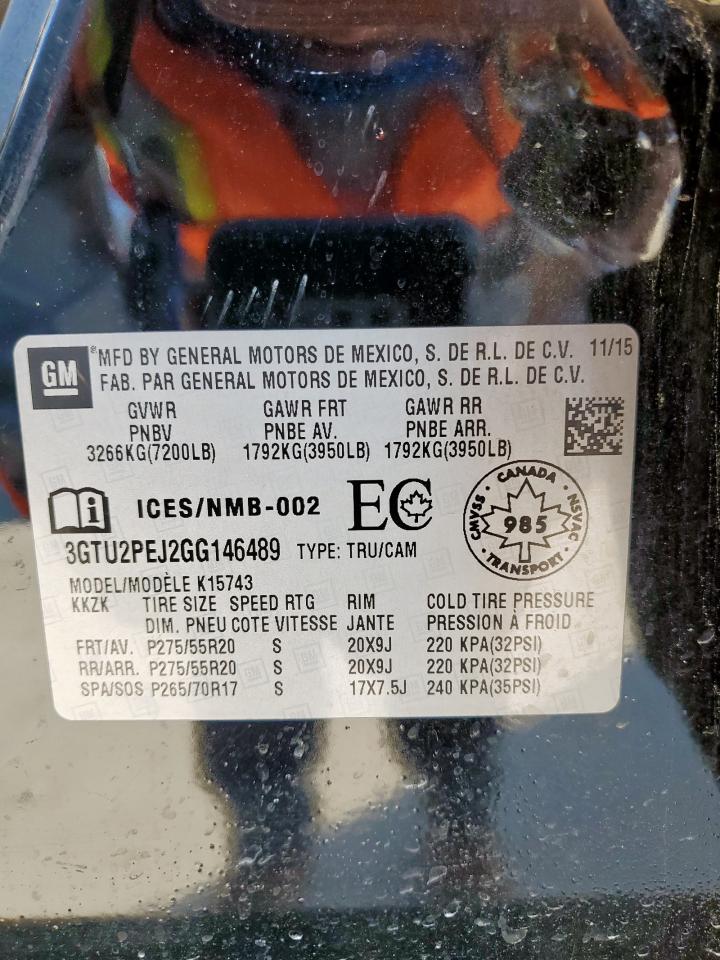 GM
®MFD BY GENERAL MOTORS DE MEXICO, S. DE R.L. DE C.V. 11/15
FAB. PAR GENERAL MOTORS DE MEXICO, S. DE R.L. DE C.V.
GVWR GAWR FRT GAWR RR
PNBV PNBE AV. PNBE ARR.
3266KG(7200LB) 1792KG(3950LB) 1792KG(3950LB)
i ICES/NMB-002 EC
CANADA
CMVSS 985 NSVAC
TRANSPORT
3GTU2PEJ2GG146489 TYPE: TRU/CAM
MODEL/MODÈLE K15743
KKZK TIRE SIZE SPEED RTG RIM COLD TIRE PRESSURE
DIM. PNEU COTE VITESSE JANTE PRESSION À FROID
FRT/AV. P275/55R20 S 20X9J 220 KPA(32PSI)
RR/ARR. P275/55R20 S 20X9J 220 KPA(32PSI)
SPA/SOS P265/70R17 S 17X7.5J 240 KPA(35PSI)